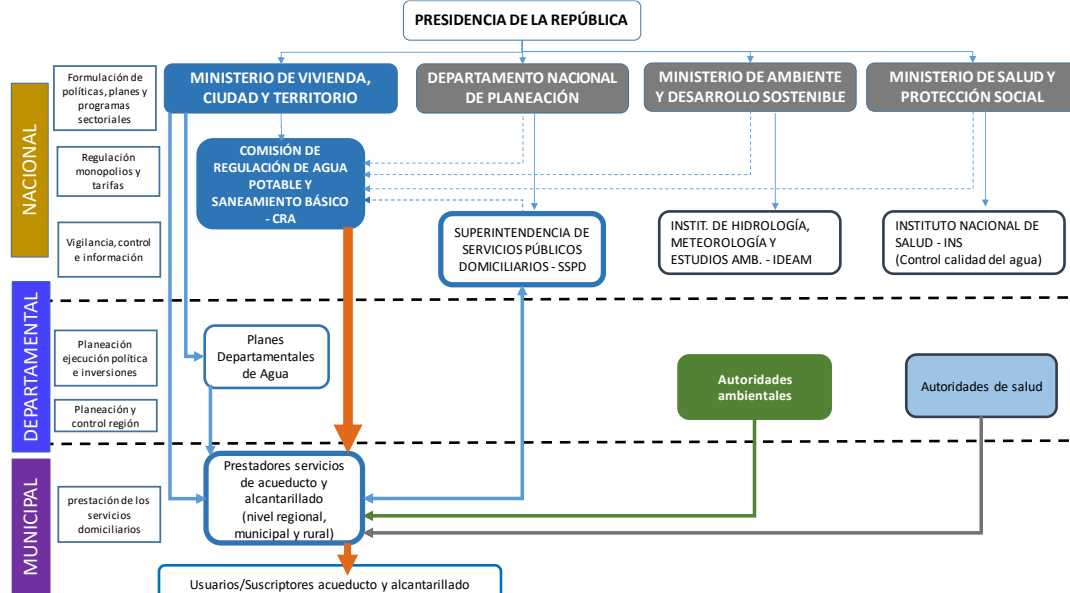 PRESIDENCIA DE LA REPÚBLICA
NACIONAL
Formulación de
políticas, planes y
programas
sectoriales
MINISTERIO DE VIVIENDA,
CIUDAD Y TERRITORIO
DEPARTAMENTO NACIONAL
DE PLANEACIÓN
MINISTERIO DE AMBIENTE
Y DESARROLLO SOSTENIBLE
MINISTERIO DE SALUD Y
PROTECCIÓN SOCIAL
Regulación
monopolios y
tarifas
COMISIÓN DE
REGULACIÓN DE AGUA
POTABLE Y
SANEAMIENTO BÁSICO
- CRA
Vigilancia, control
e información
SUPERINTENDENCIA DE
SERVICIOS PÚBLICOS
DOMICILIARIOS - SSPD
INSTIT. DE HIDROLOGÍA,
METEOROLOGÍA Y
ESTUDIOS AMB. - IDEAM
INSTITUTO NACIONAL DE
SALUD - INS
(Control calidad del agua)
DEPARTAMENTAL
Planeación
ejecución política e
inversiones
Planes
Departamentales
de Agua
Autoridades
ambientales
Autoridades de salud
Planeación y
control región
MUNICIPAL
prestación de los
servicios
domiciliarios
Prestadores servicios
de acueducto y
alcantarillado
(nivel regional,
municipal y rural)
Usuarios/Suscriptores acueducto y alcantarillado